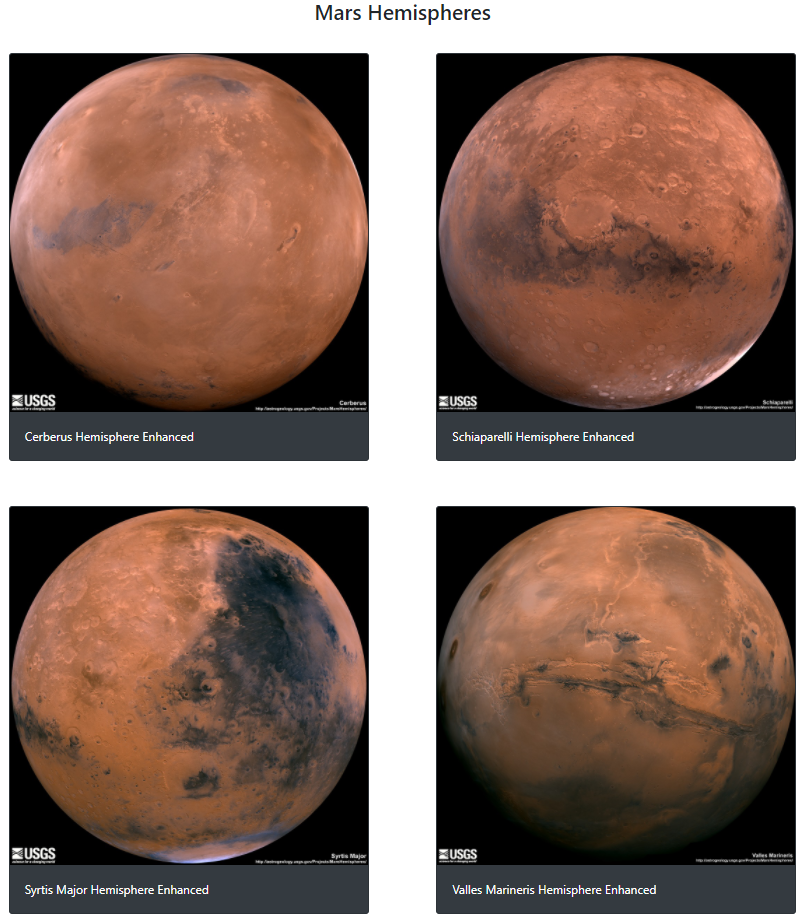 Mars Hemispheres
USGS
science for a changing world
Cerberus
http://astrogeology.usgs.gov/Projects/MarsHemispheres/
Cerberus Hemisphere Enhanced
USGS
science for a changing world
Schiaparelli
http://astrogeology.usgs.gov/Projects/MarsHemispheres/
Schiaparelli Hemisphere Enhanced
USGS
science for a changing world
Syrtis Major
http://astrogeology.usgs.gov/Projects/MarsHemispheres/
Syrtis Major Hemisphere Enhanced
USGS
science for a changing world
Valles Marineris
http://astrogeology.usgs.gov/Projects/MarsHemispheres/
Valles Marineris Hemisphere Enhanced